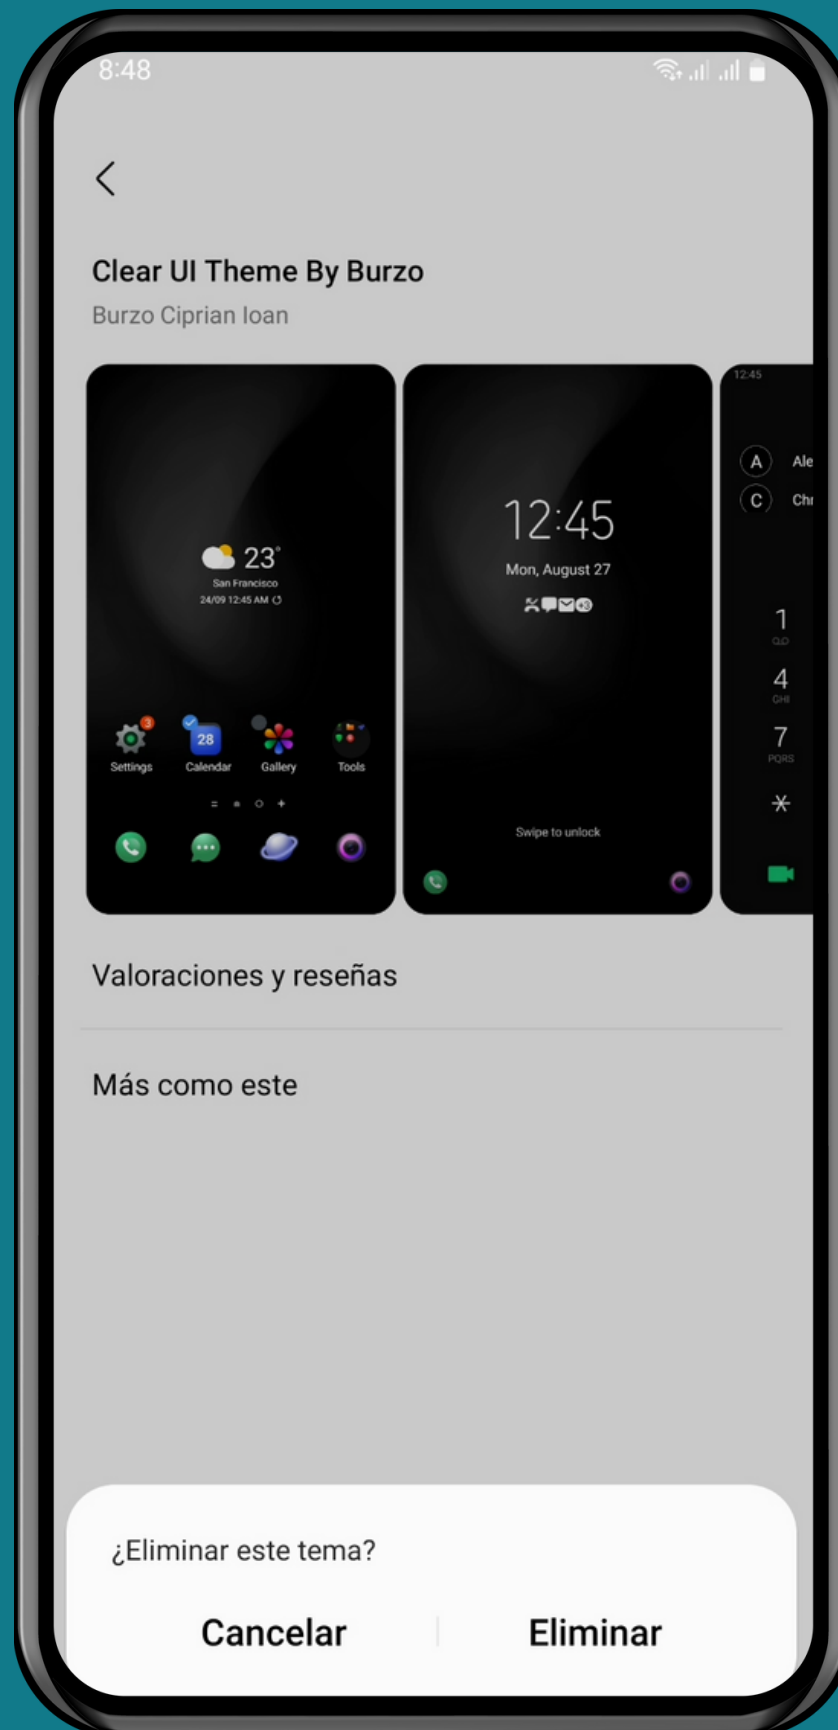 8:48
Clear UI Theme By Burzo
Burzo Ciprian Ioan
23°
San Francisco
24/09 12:45 AM
3
28
Settings
Calendar
Gallery
Tools
12:45
Mon, August 27
+3
Swipe to unlock
12:45
A Ale
C Chr
1
4
GHI
7
PQRS
*
Valoraciones y reseñas
Más como este
¿Eliminar este tema?
Cancelar
Eliminar